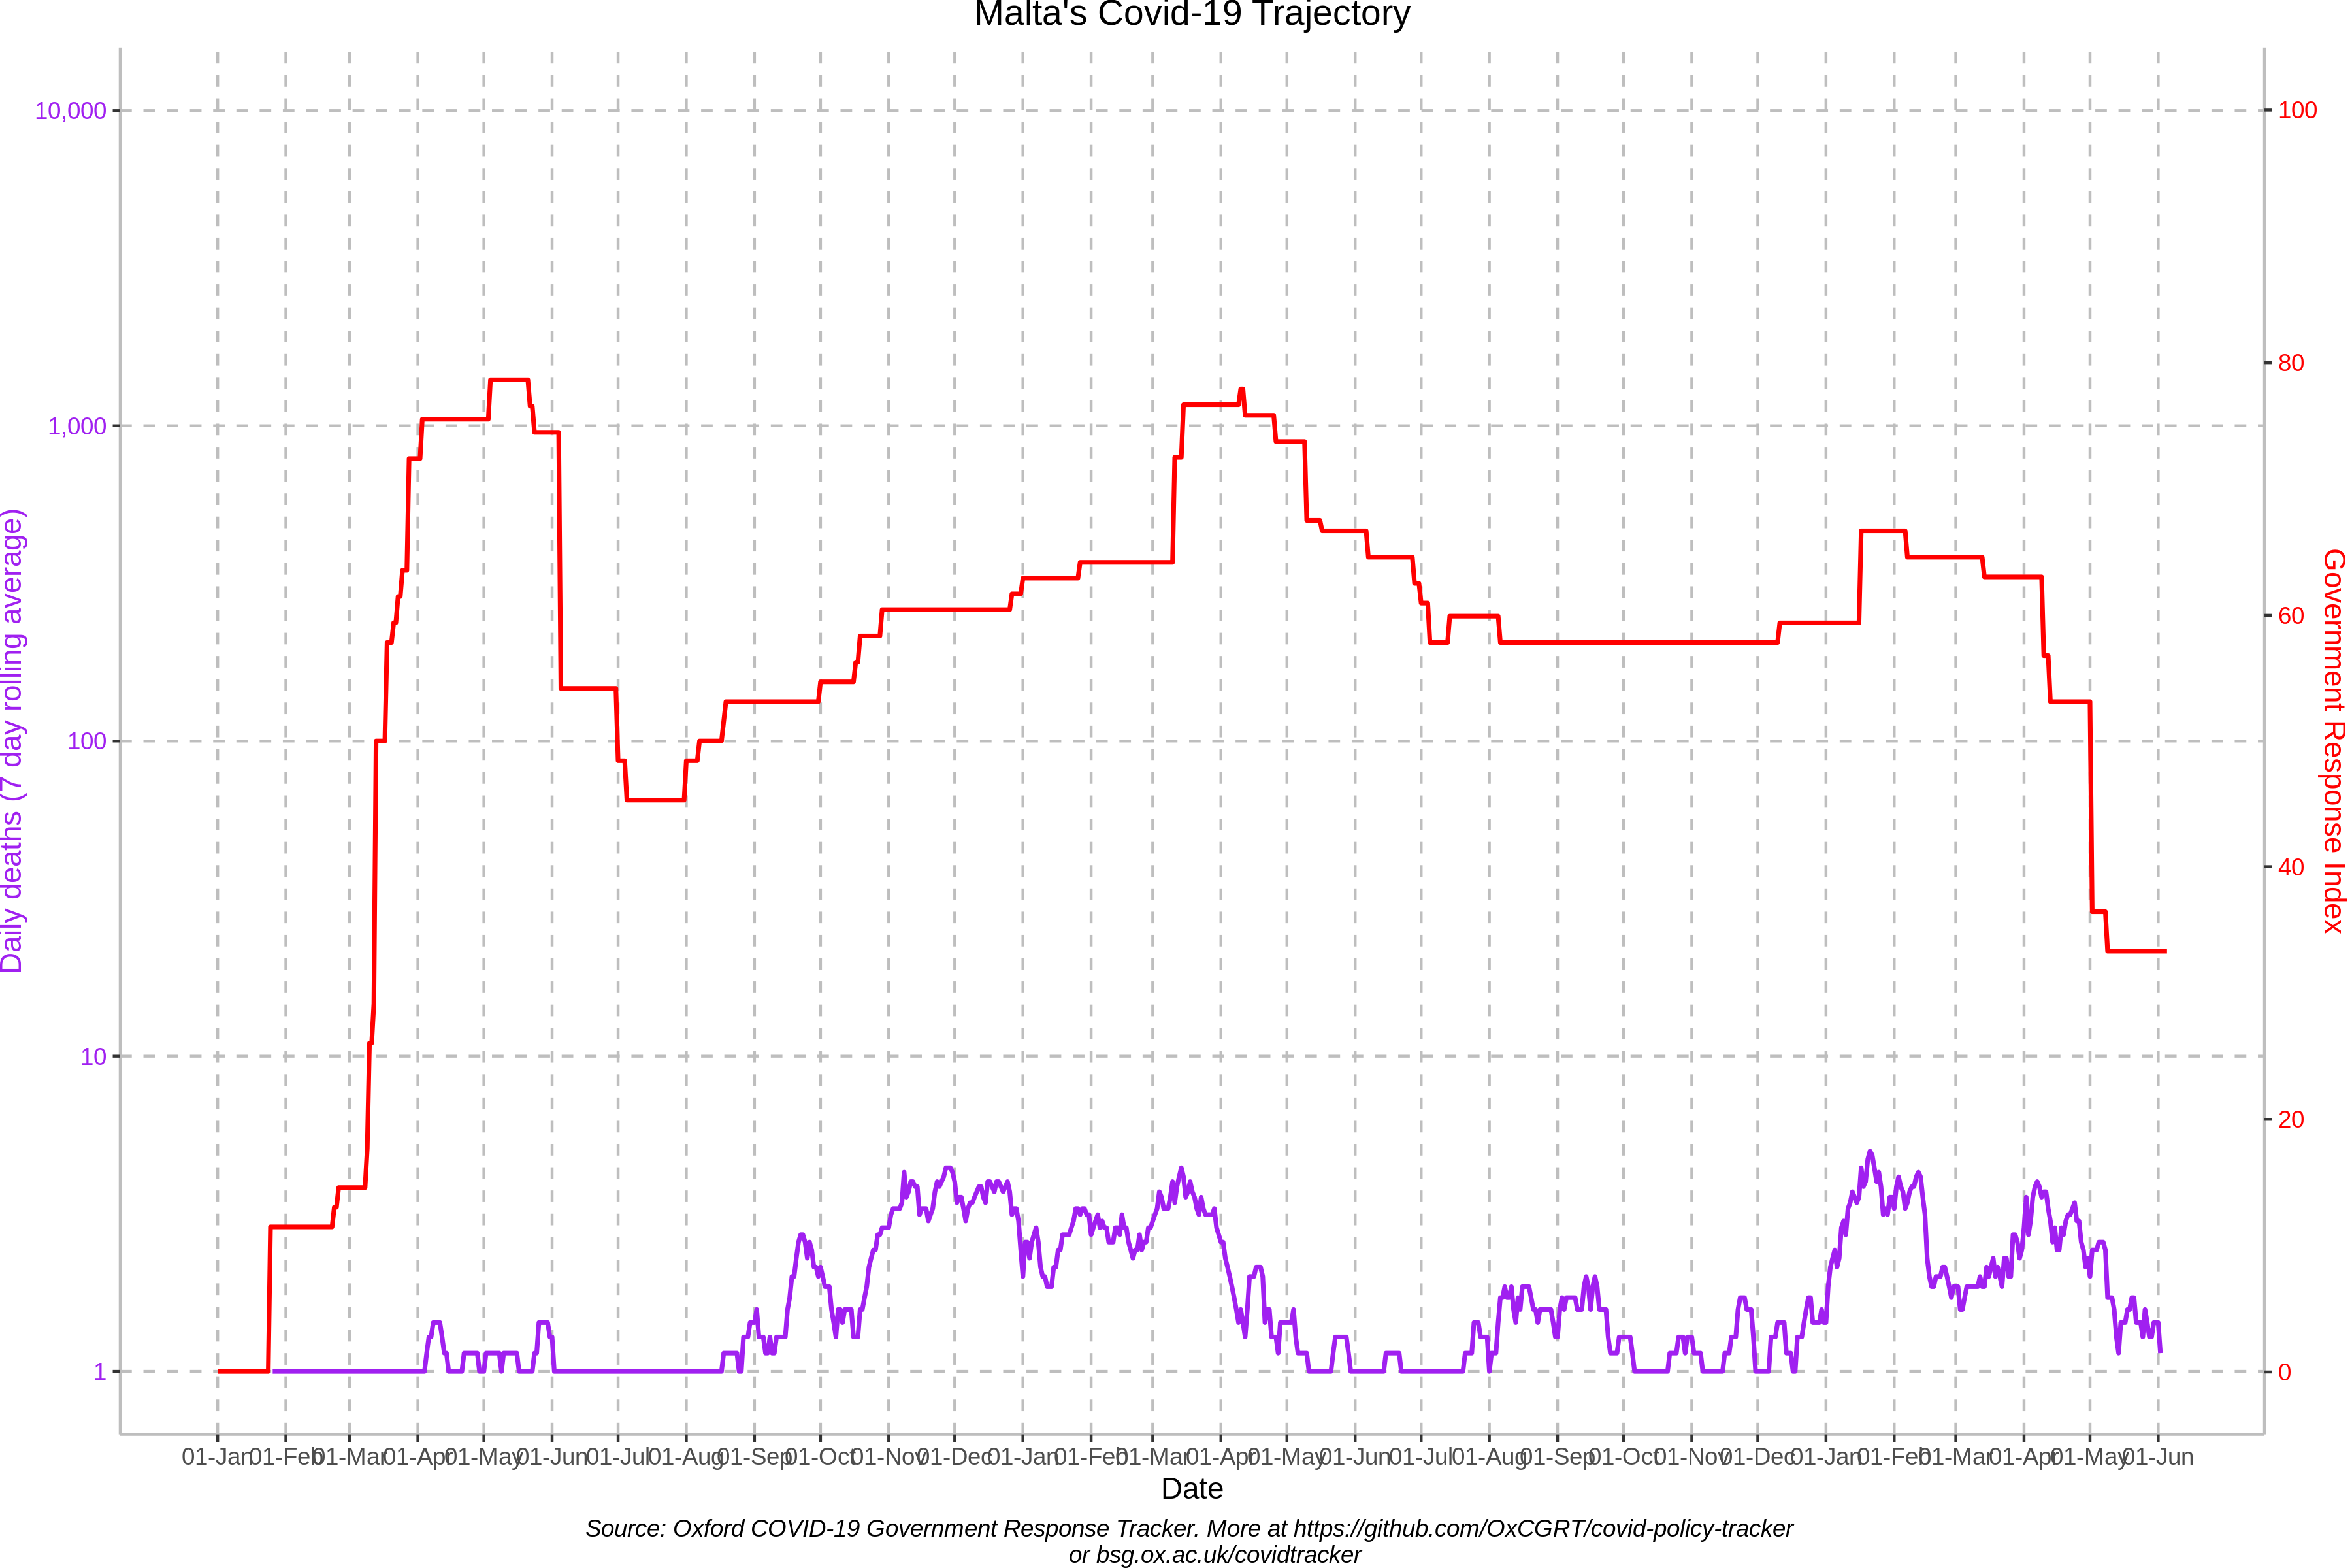 Malta's Covid-19 Trajectory
10,000
1,000
100
10
1
Daily deaths (7 day rolling average)
100
80
60
40
20
0
Government Response Index
01-Jan 01-Feb 01-Mar 01-Apr 01-May 01-Jun 01-Jul 01-Aug 01-Sep 01-Oct 01-Nov 01-Dec 01-Jan 01-Feb 01-Mar 01-Apr 01-May 01-Jun 01-Jul 01-Aug 01-Sep 01-Oct 01-Nov 01-Dec 01-Jan 01-Feb 01-Mar 01-Apr 01-May 01-Jun
Date
Source: Oxford COVID-19 Government Response Tracker. More at https://github.com/OxCGRT/covid-policy-tracker
or bsg.ox.ac.uk/covidtracker